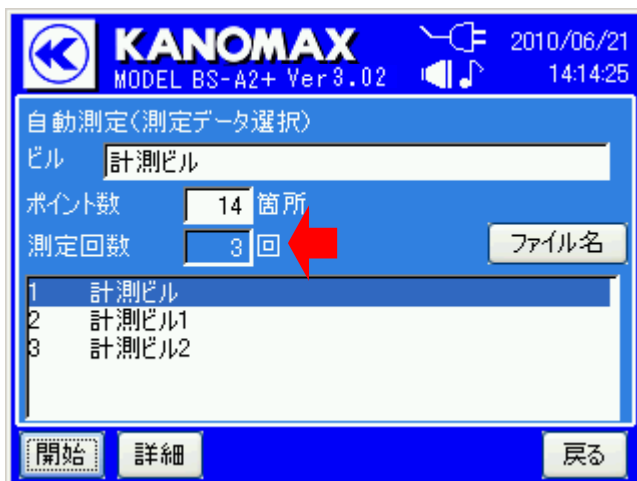 KANOMAX
MODEL BS-A2+ Ver3.02
2010/06/21
14:14:25
自動測定(測定データ選択)
ビル 計測ビル
ポイント数 14 箇所
測定回数 3 回
ファイル名
1 計測ビル
2 計測ビル1
3 計測ビル2
開始 詳細 戻る